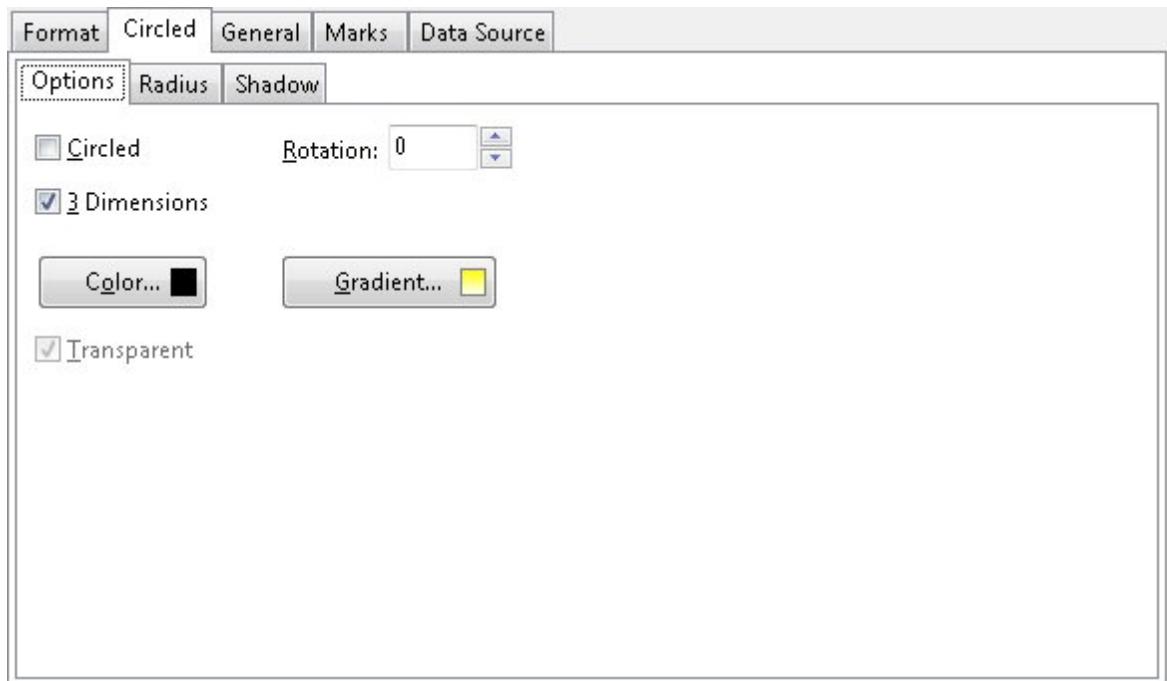 Format Circled General Marks Data Source
Options Radius Shadow
Circled Rotation: 0
3 Dimensions
Color... Gradient...
Transparent